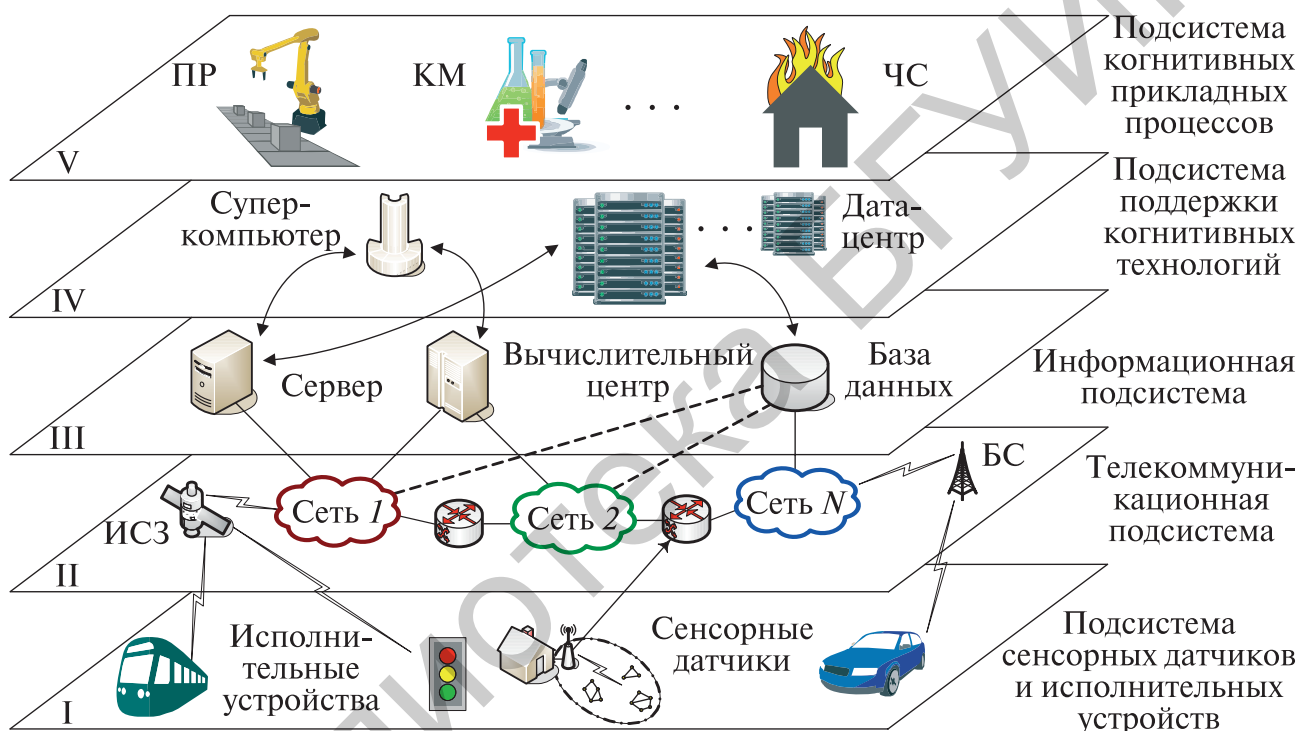 ПР
КМ
. . .
ЧС
V
Подсистема
когнитивных
прикладных
процессов
Супер-
компьютер
. . .
Дата-
центр
IV
Подсистема
поддержки
когнитивных
технологий
Сервер
Вычислительный
центр
База
данных
III
Информационная
подсистема
ИСЗ
Сеть 1
Сеть 2
Сеть N
БС
II
Телекоммуни-
кационная
подсистема
Исполни-
тельные
устройства
Сенсорные
датчики
I
Подсистема
сенсорных датчиков
и исполнительных
устройств
лиотека БГУИ